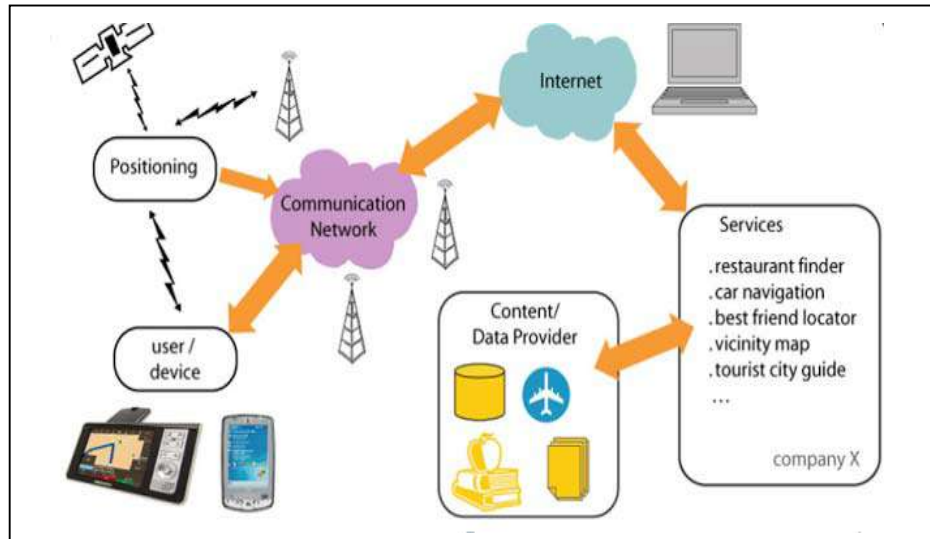 Internet
Positioning
Communication
Network
Services
.restaurant finder
.car navigation
.best friend locator
.vicinity map
.tourist city guide
...
company X
Content/
Data Provider
user /
device